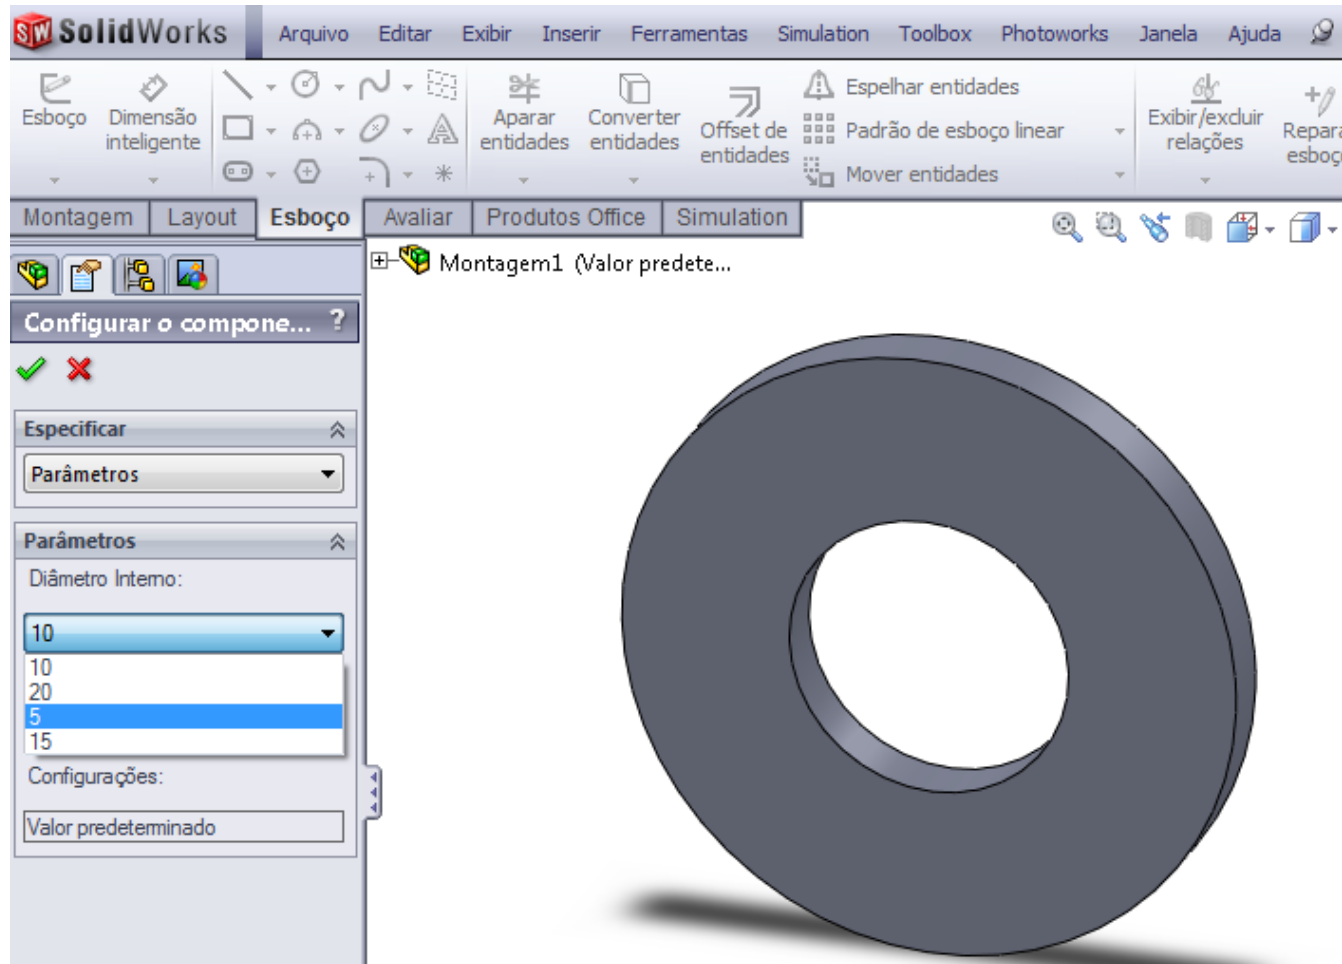 SW SolidWorks Arquivo Editar Exibir Inserir Ferramentas Simulation Toolbox Photoworks Janela Ajuda
Esboço
Dimensão
inteligente
Aparar
entidades
Converter
entidades
Offset de
entidades
Espelhar entidades
Padrão de esboço linear
Mover entidades
Exibir/excluir
relações
Repara
esboço
Montagem Layout Esboço Avaliar Produtos Office Simulation
Montagem1 (Valor predete...
Configurar o compone... ?
Especificar
Parâmetros
Parâmetros
Diâmetro Interno:
10
10
20
5
15
Configurações:
Valor predeterminado